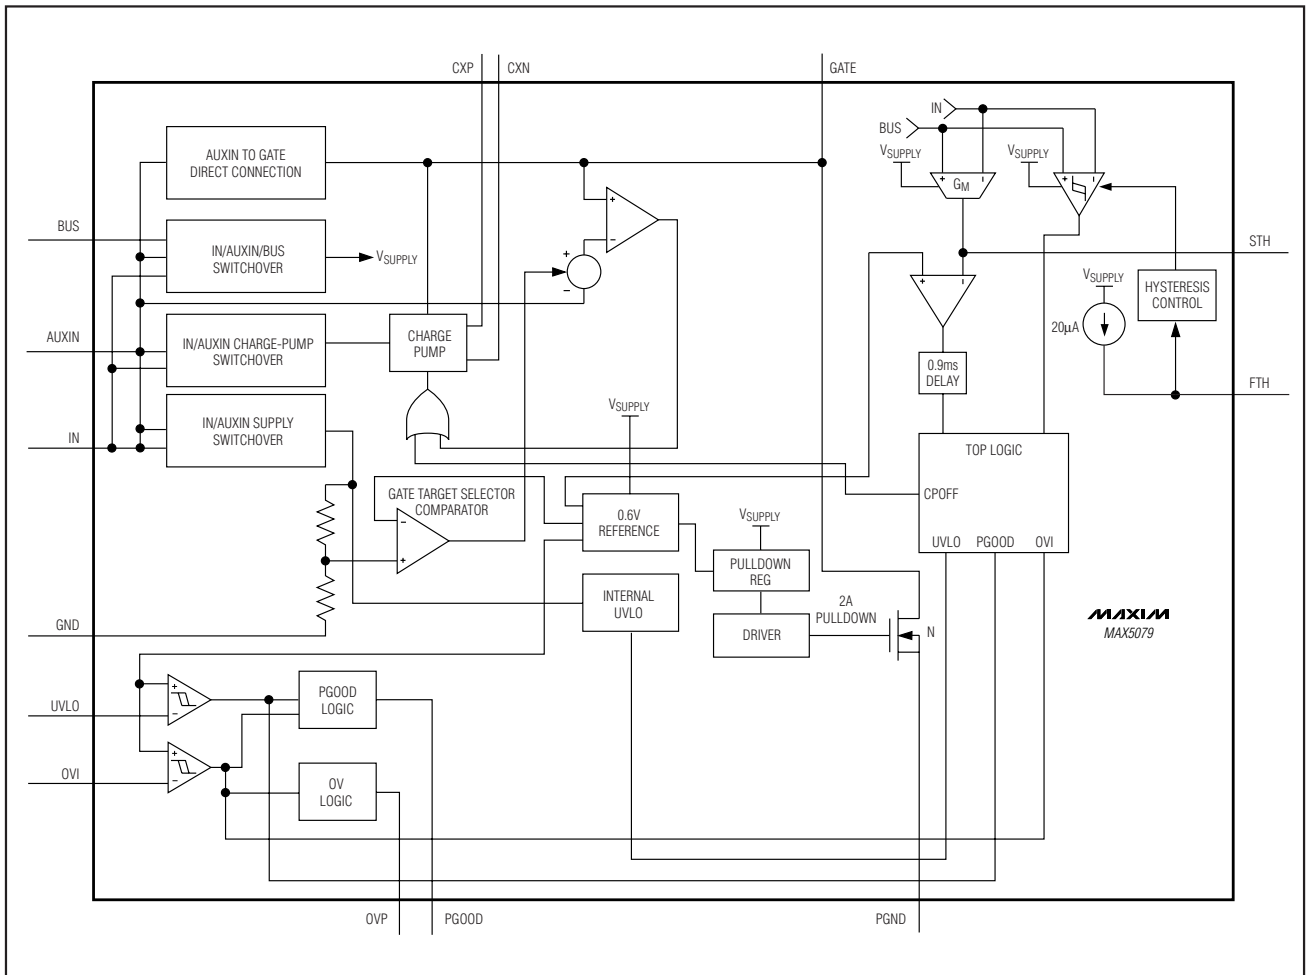 CXP
CXN
GATE
IN
BUS
VSUPPLY
VSUPPLY
+
-
GM
+
-
AUXIN TO GATE
DIRECT CONNECTION
BUS
IN/AUXIN/BUS
SWITCHOVER
VSUPPLY
+
-
+
-
STH
+
-
VSUPPLY
20µA
HYSTERESIS
CONTROL
AUXIN
IN/AUXIN CHARGE-PUMP
SWITCHOVER
CHARGE
PUMP
0.9ms
DELAY
FTH
IN
IN/AUXIN SUPPLY
SWITCHOVER
VSUPPLY
TOP LOGIC
CPOFF
UVLO
PGOOD
OVI
GATE TARGET SELECTOR
COMPARATOR
-
+
0.6V
REFERENCE
VSUPPLY
PULLDOWN
REG
INTERNAL
UVLO
DRIVER
2A
PULLDOWN
N
MAXIM
MAX5079
GND
UVLO
+
-
PGOOD
LOGIC
OVI
+
-
OV
LOGIC
OVP
PGOOD
PGND